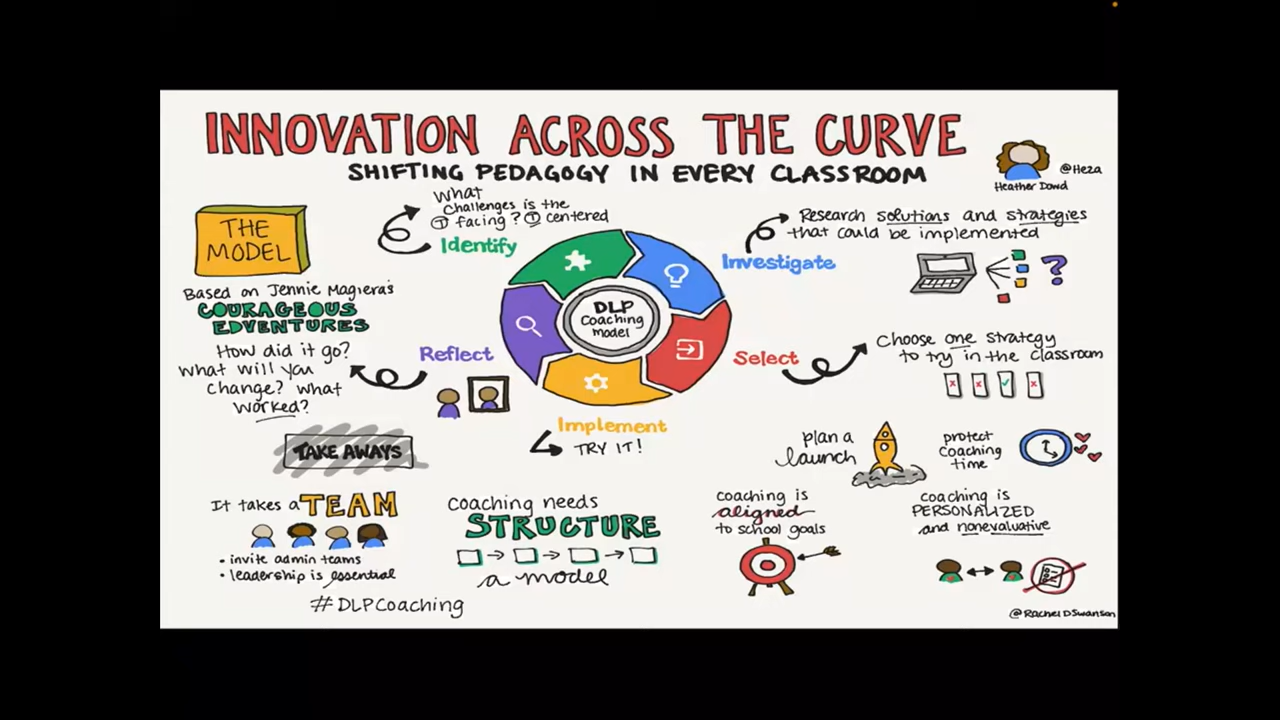 INNOVATION ACROSS THE CURVE
SHIFTING PEDAGOGY IN EVERY CLASSROOM
@Heza
Heather Dowd
THE
MODEL
Based on Jennie Magiera's
COURAGEOUS
EDVENTURES
What
challenges is the
T facing? T centered
Identify
Research solutions and strategies
that could be implemented
Investigate
?
DLP
Coaching
Model
Choose one strategy
to try in the classroom
Select
Reflect
How did it go?
What will you
change? What
worked?
Implement
TRY IT!
TAKE AWAYS
plan a
launch
protect
Coaching
time
It takes a TEAM
• invite admin teams
• leadership is essential
Coaching needs
STRUCTURE
a model
coaching is
aligned
to school goals
coaching is
PERSONALIZED
and nonevaluative
#DLPCoaching
@RachelDSwanson